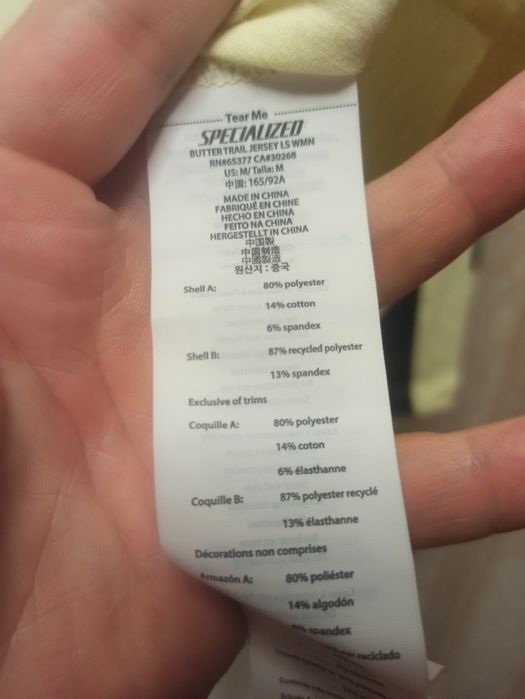 Tear Me
SPECIALIZED
BUTTER TRAIL JERSEY LS WMN
RN#65377 CA#30268
US: M/ Talla: M
中国: 165/92A
MADE IN CHINA
FABRIQUÉ EN CHINE
HECHO EN CHINA
FEITO NA CHINA
HERGESTELLT IN CHINA
中国製
中国制造
中國製造
원산지 : 중국
Shell A: 80% polyester
14% cotton
6% spandex
Shell B: 87% recycled polyester
13% spandex
Exclusive of trims
Coquille A: 80% polyester
14% coton
6% élasthanne
Coquille B: 87% polyester recyclé
13% élasthanne
Décorations non comprises
Armazón A: 80% poliéster
14% algodón
spandex
reciclado